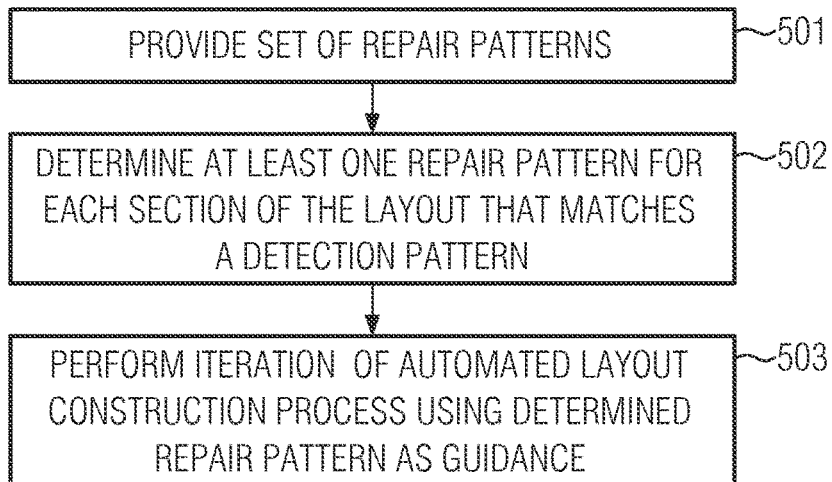 PROVIDE SET OF REPAIR PATTERNS
501
DETERMINE AT LEAST ONE REPAIR PATTERN FOR
EACH SECTION OF THE LAYOUT THAT MATCHES
A DETECTION PATTERN
502
PERFORM ITERATION OF AUTOMATED LAYOUT
CONSTRUCTION PROCESS USING DETERMINED
REPAIR PATTERN AS GUIDANCE
503